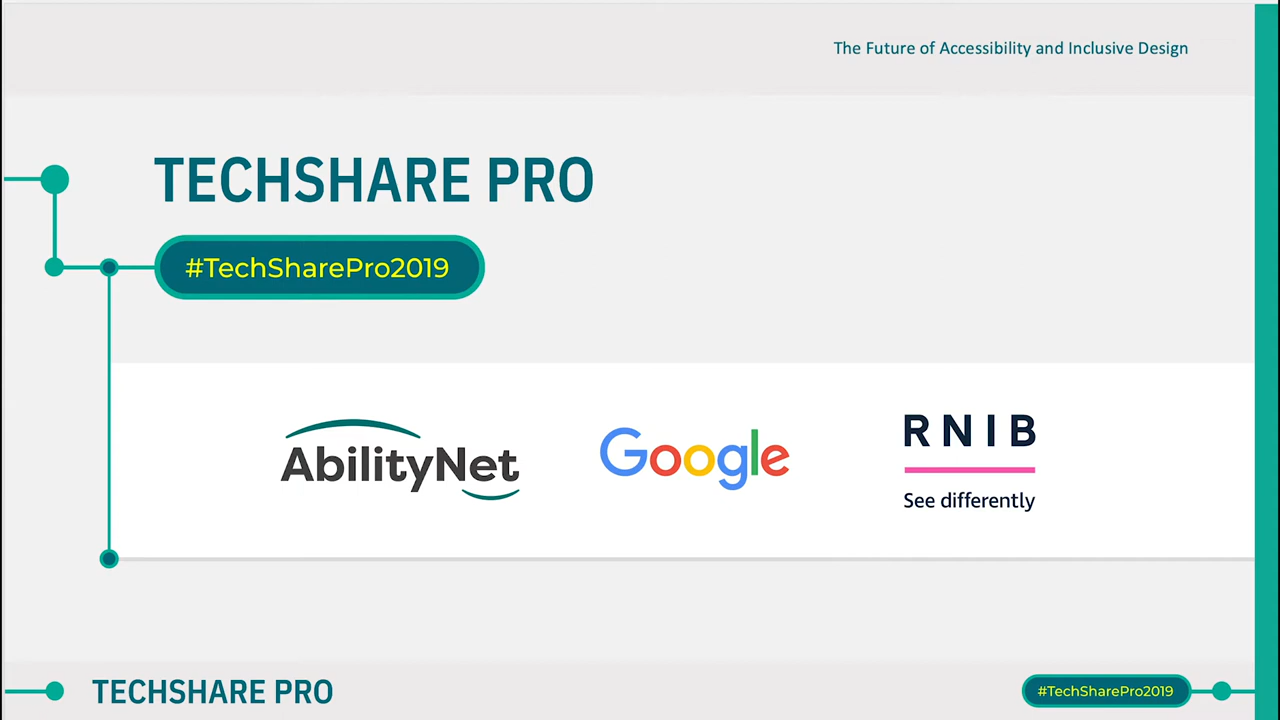 The Future of Accessibility and Inclusive Design
TECHSHARE PRO
#TechSharePro2019
AbilityNet
Google
RNIB
See differently
TECHSHARE PRO
#TechSharePro2019